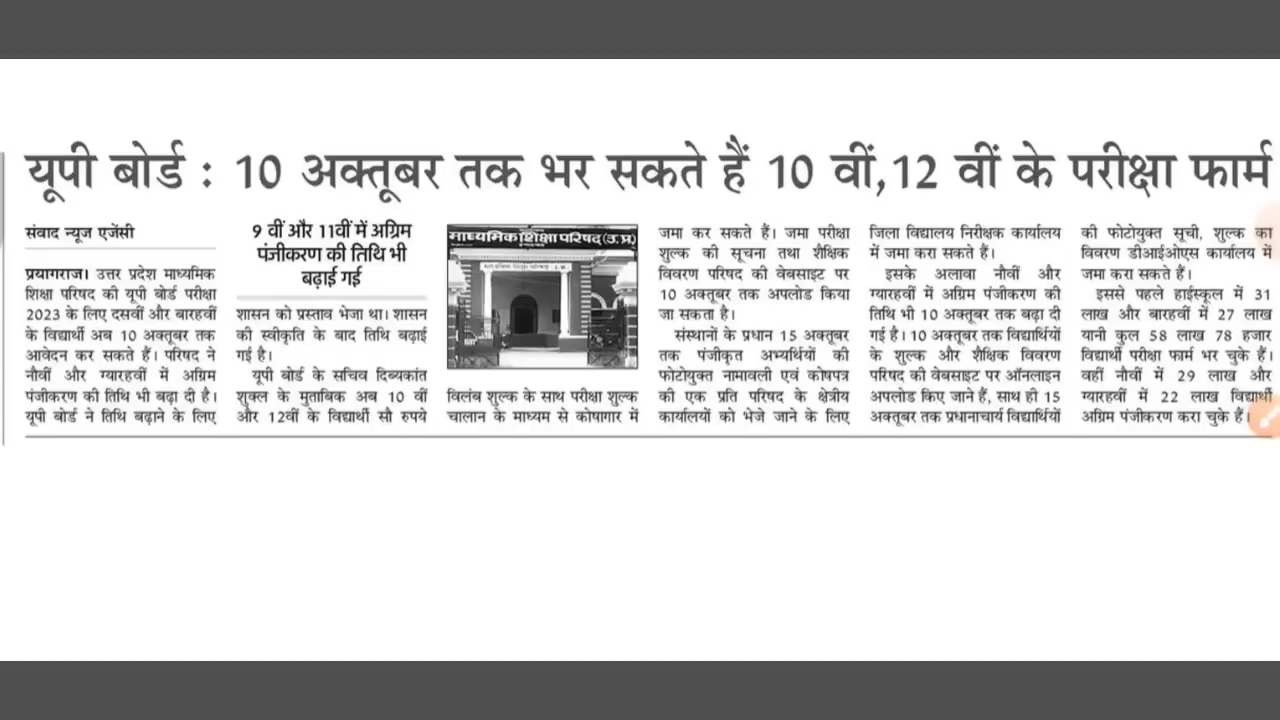 यूपी बोर्ड : 10 अक्तूबर तक भर सकते हैं 10 वीं,12 वीं के परीक्षा फार्म
संवाद न्यूज एजेंसी
प्रयागराज। उत्तर प्रदेश माध्यमिक
शिक्षा परिषद की यूपी बोर्ड परीक्षा
2023 के लिए दसवीं और बारहवीं
के विद्यार्थी अब 10 अक्तूबर तक
आवेदन कर सकते हैं। परिषद ने
नौवीं और ग्यारहवीं में अग्रिम
पंजीकरण की तिथि भी बढ़ा दी है।
यूपी बोर्ड ने तिथि बढ़ाने के लिए
9 वीं और 11वीं में अग्रिम
पंजीकरण की तिथि भी
बढ़ाई गई
शासन को प्रस्ताव भेजा था। शासन
की स्वीकृति के बाद तिथि बढ़ाई
गई है।
यूपी बोर्ड के सचिव दिब्यकांत
शुक्ल के मुताबिक अब 10 वीं
और 12वीं के विद्यार्थी सौ रुपये
माध्यमिक शिक्षा परिषद (उ.प्र.)
विलंब शुल्क के साथ परीक्षा शुल्क
चालान के माध्यम से कोषागार में
जमा कर सकते हैं। जमा परीक्षा
शुल्क की सूचना तथा शैक्षिक
विवरण परिषद की वेबसाइट पर
10 अक्तूबर तक अपलोड किया
जा सकता है।
संस्थानों के प्रधान 15 अक्तूबर
तक पंजीकृत अभ्यर्थियों की
फोटोयुक्त नामावली एवं कोषपत्र
की एक प्रति परिषद के क्षेत्रीय
कार्यालयों को भेजे जाने के लिए
जिला विद्यालय निरीक्षक कार्यालय
में जमा करा सकते हैं।
इसके अलावा नौवीं और
ग्यारहवीं में अग्रिम पंजीकरण की
तिथि भी 10 अक्तूबर तक बढ़ा दी
गई है। 10 अक्तूबर तक विद्यार्थियों
के शुल्क और शैक्षिक विवरण
परिषद की वेबसाइट पर ऑनलाइन
अपलोड किए जाने हैं, साथ ही 15
अक्तूबर तक प्रधानाचार्य विद्यार्थियों
की फोटोयुक्त सूची, शुल्क का
विवरण डीआईओएस कार्यालय में
जमा करा सकते हैं।
इससे पहले हाईस्कूल में 31
लाख और बारहवीं में 27 लाख
यानी कुल 58 लाख 78 हजार
विद्यार्थी परीक्षा फार्म भर चुके हैं।
वहीं नौवीं में 29 लाख और
ग्यारहवीं में 22 लाख विद्यार्थी
अग्रिम पंजीकरण करा चुके हैं।